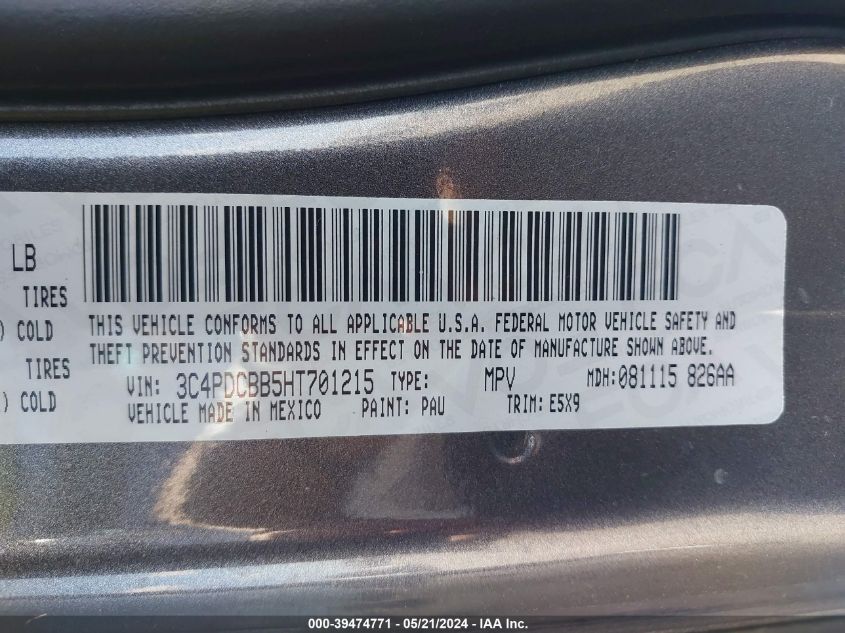 LB
TIRES
) COLD
TIRES
) COLD
THIS VEHICLE CONFORMS TO ALL APPLICABLE U.S.A. FEDERAL MOTOR VEHICLE SAFETY AND
THEFT PREVENTION STANDARDS IN EFFECT ON THE DATE OF MANUFACTURE SHOWN ABOVE.
VIN: 3C4PDCBB5HT701215 TYPE: MPV MDH:081115 826AA
VEHICLE MADE IN MEXICO PAINT: PAU TRIM: E5X9
000-39474771 - 05/21/2024 - IAA Inc.